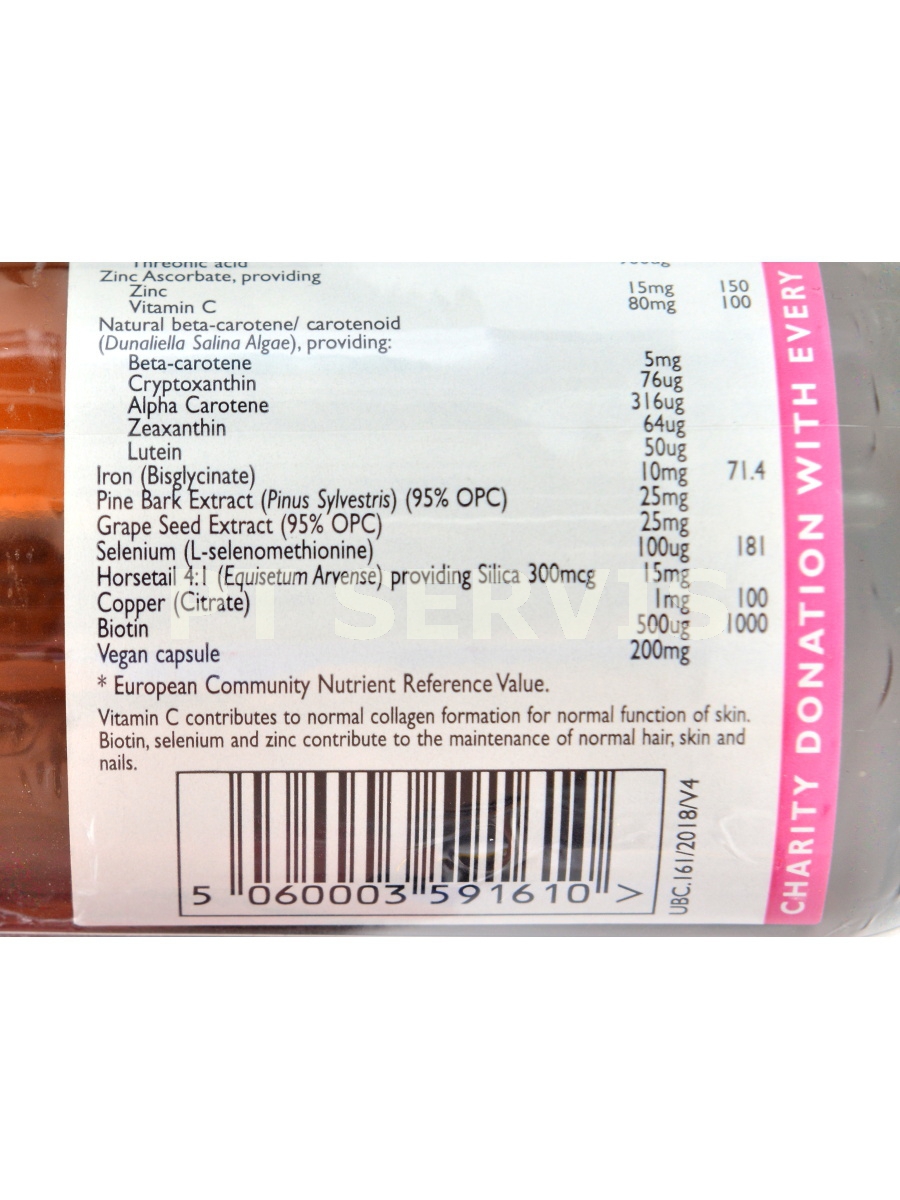 Threonic acid
Zinc Ascorbate, providing
Zinc 15mg 150
Vitamin C 80mg 100
Natural beta-carotene/ carotenoid
(Dunaliella Salina Algae), providing:
Beta-carotene 5mg
Cryptoxanthin 76ug
Alpha Carotene 316ug
Zeaxanthin 64ug
Lutein 50ug
Iron (Bisglycinate) 10mg 71.4
Pine Bark Extract (Pinus Sylvestris) (95% OPC) 25mg
Grape Seed Extract (95% OPC) 25mg
Selenium (L-selenomethionine) 100ug 181
Horsetail 4:1 (Equisetum Arvense) providing Silica 300mcg 15mg
Copper (Citrate) 1mg 100
Biotin 500ug 1000
Vegan capsule 200mg
* European Community Nutrient Reference Value.
Vitamin C contributes to normal collagen formation for normal function of skin.
Biotin, selenium and zinc contribute to the maintenance of normal hair, skin and
nails.
5 060003 591610 >
UBC.161/2018/V4
CHARITY DONATION WITH EVERY
PT SERVIS